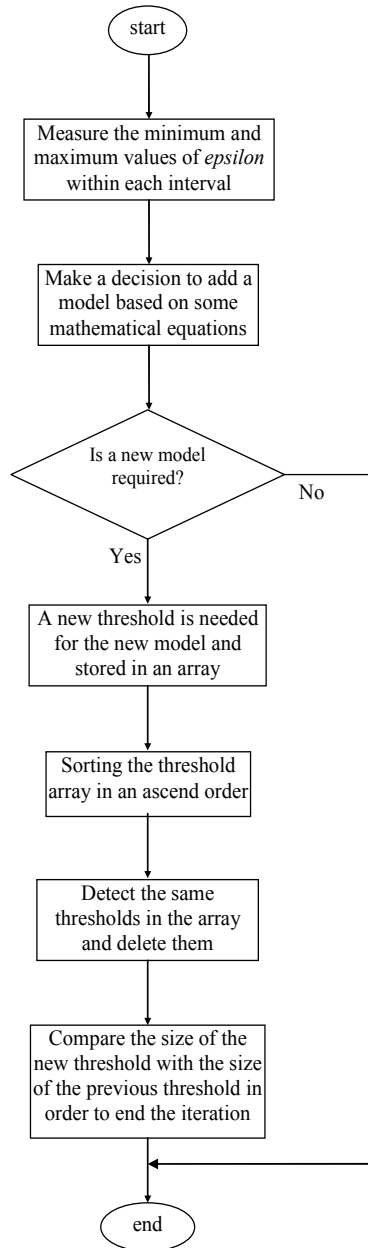 start
Measure the minimum and
maximum values of epsilon
within each interval
Make a decision to add a
model based on some
mathematical equations
Is a new model
required?
No
Yes
A new threshold is needed
for the new model and
stored in an array
Sorting the threshold
array in an ascend order
Detect the same
thresholds in the array
and delete them
Compare the size of the
new threshold with the size
of the previous threshold in
order to end the iteration
end